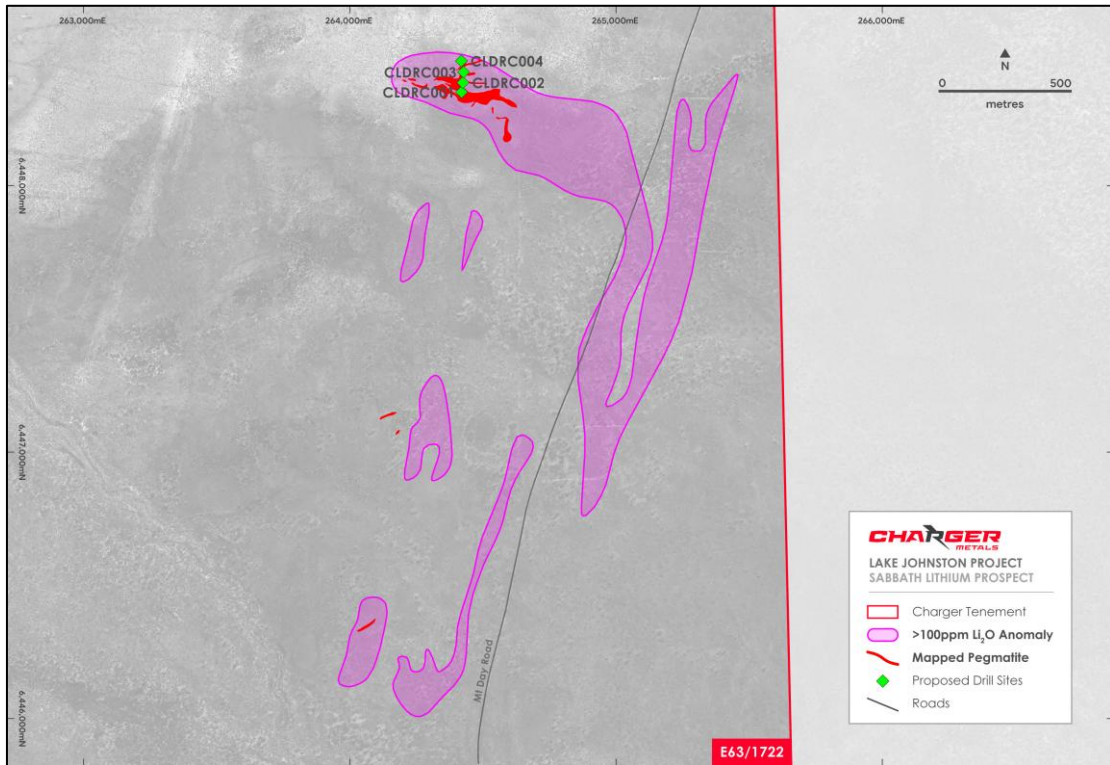 263,000mE
264,000mE
265,000mE
266,000mE
N
0
500
metres
CLDRC004
CLDRC003
CLDRC002
CLDRC001
6,448,000mN
6,447,000mN
6,446,000mN
Mt Day Road
CHARGER
METALS
LAKE JOHNSTON PROJECT
SABBATH LITHIUM PROSPECT
Charger Tenement
>100ppm Li₂O Anomaly
Mapped Pegmatite
Proposed Drill Sites
Roads
E63/1722